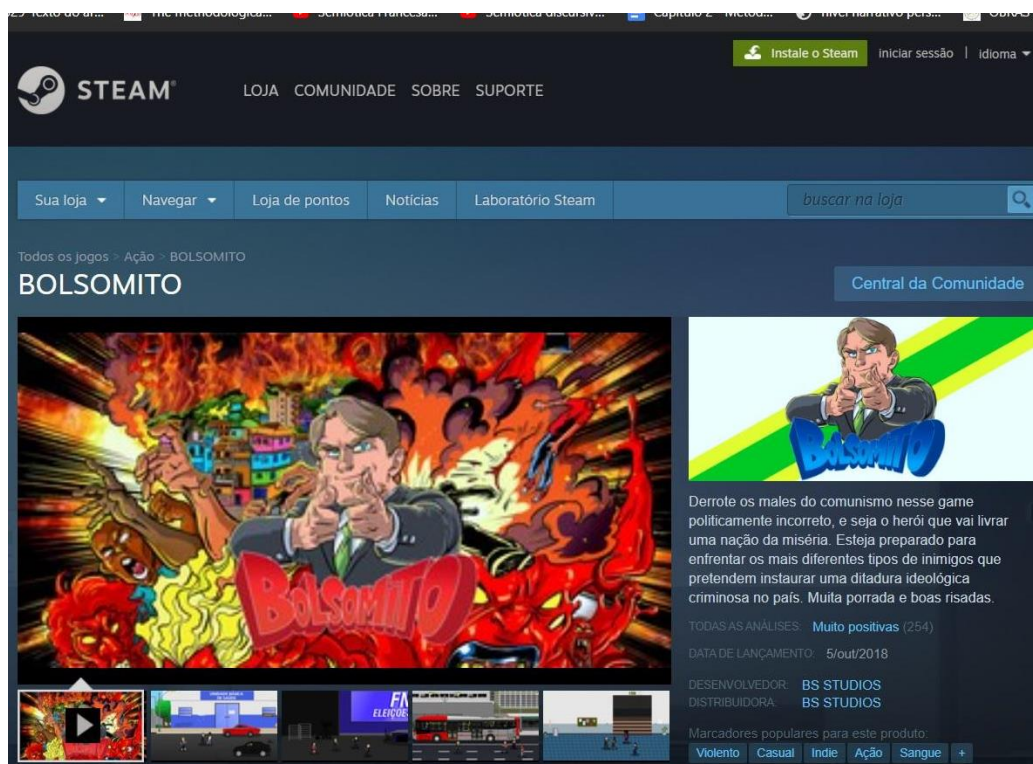 Instale o Steam iniciar sessão | idioma
STEAM®
LOJA COMUNIDADE SOBRE SUPORTE
Sua loja Navegar Loja de pontos Notícias Laboratório Steam buscar na loja
Todos os jogos > Ação > BOLSOMITO
BOLSOMITO
Central da Comunidade
BOLSOMITO
BOLSOMITO
Derrote os males do comunismo nesse game
politicamente incorreto, e seja o herói que vai livrar
uma nação da miséria. Esteja preparado para
enfrentar os mais diferentes tipos de inimigos que
pretendem instaurar uma ditadura ideológica
criminosa no país. Muita porrada e boas risadas.
TODAS AS ANÁLISES: Muito positivas (254)
DATA DE LANÇAMENTO: 5/out/2018
DESENVOLVEDOR: BS STUDIOS
DISTRIBUIDORA: BS STUDIOS
Marcadores populares para este produto:
Violento Casual Indie Ação Sangue +